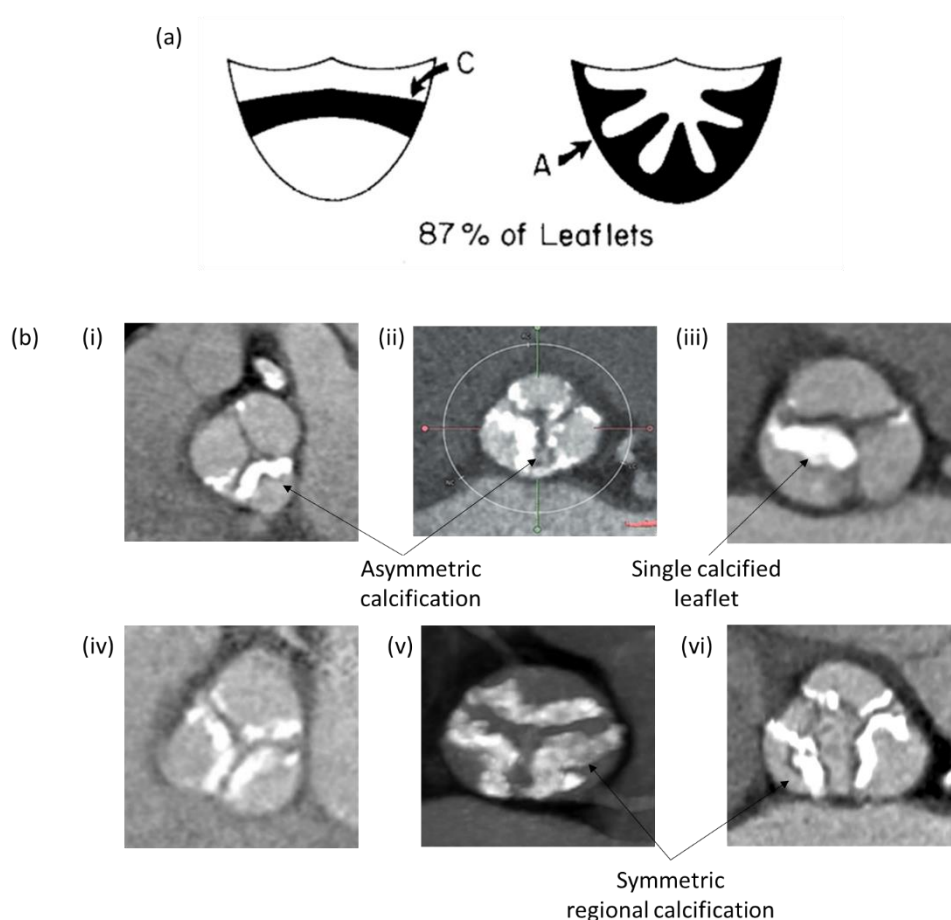 (a)
C
A
87% of Leaflets
(b)
(i)
(ii)
(iii)
Asymmetric
calcification
Single calcified
leaflet
(iv)
(v)
(vi)
Symmetric
regional calcification